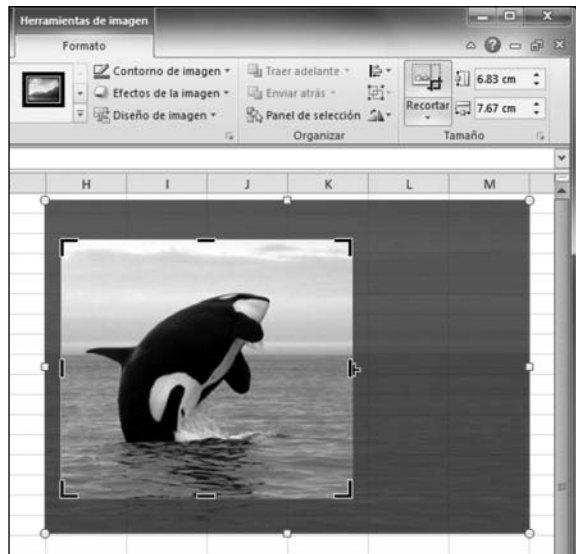 Herramientas de imagen
Formato
Contorno de imagen
Efectos de la imagen
Diseño de imagen
Traer adelante
Enviar atrás
Panel de selección
Organizar
Recortar
6.83 cm
7.67 cm
Tamaño
H I J K L M